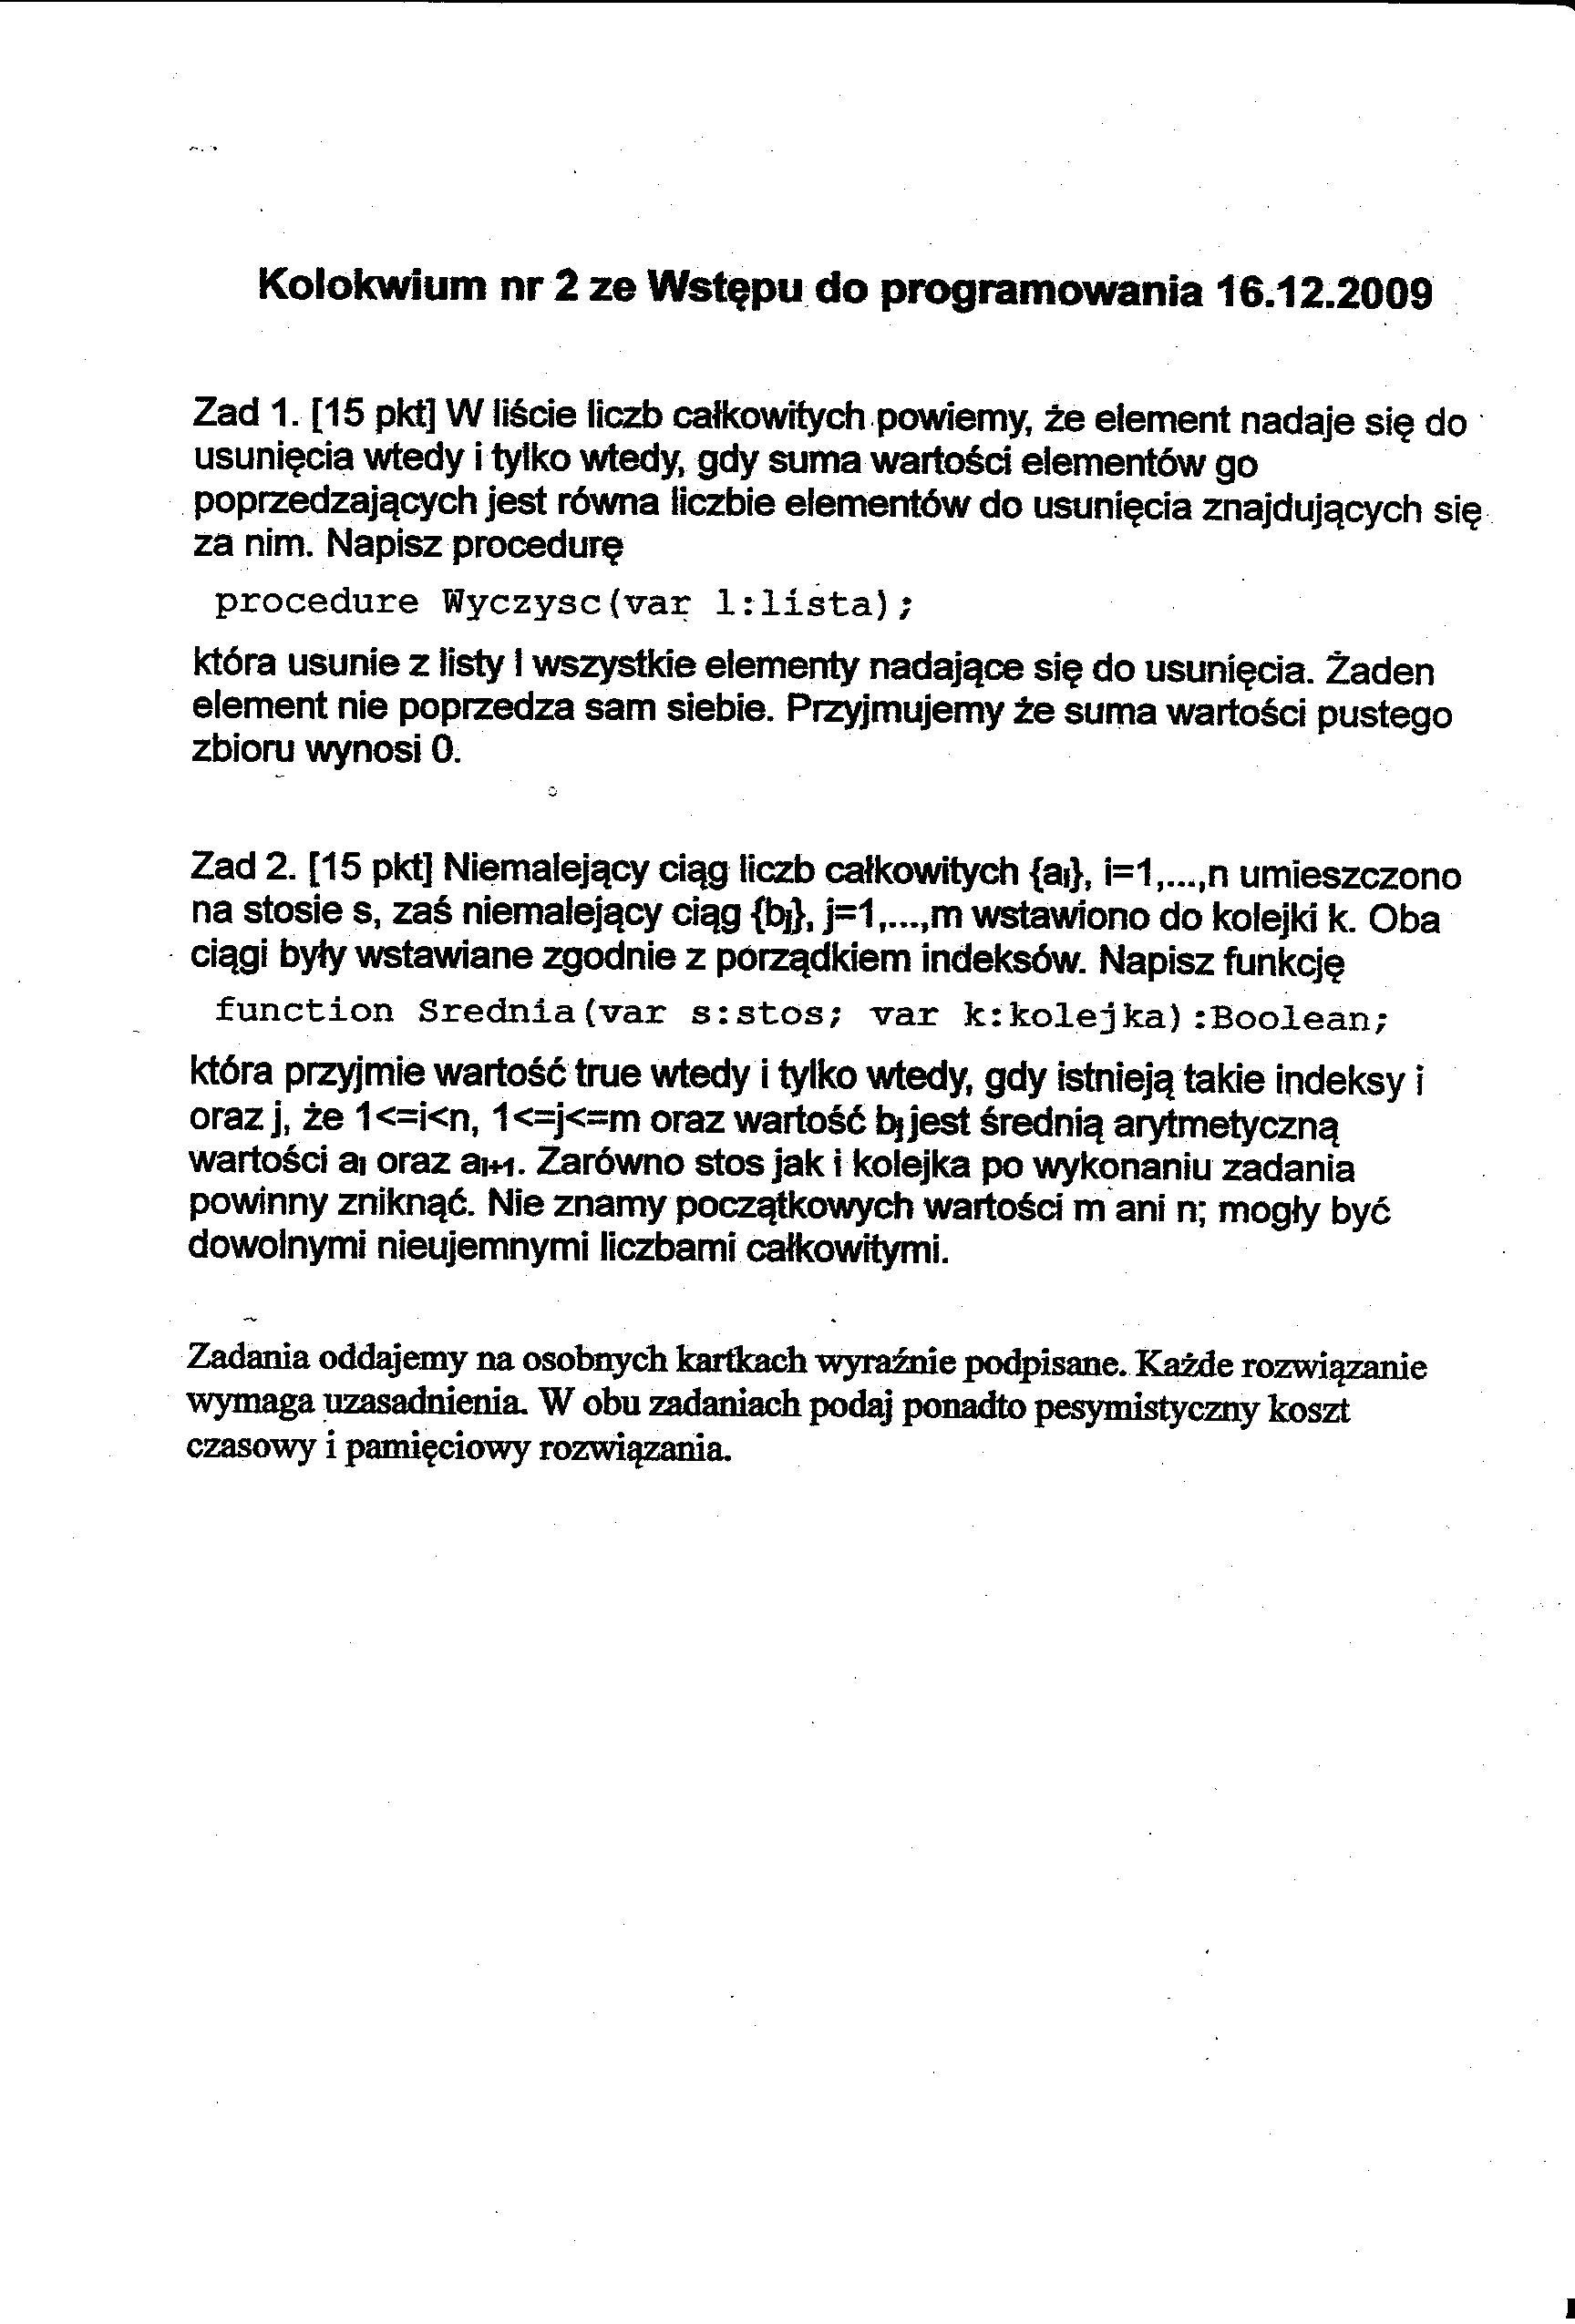 Kolokwium nr 2 ze Wstępu do programowania 16.12.2009
Zad 1. [15 pkt] W liście liczb całkowitych powiemy, że element nadaje się do
usunięcia wtedy i tylko wtedy, gdy suma wartości elementów go
poprzedzających jest równa liczbie elementów do usunięcia znajdujących się
za nim. Napisz procedurę
procedure Wyczysc(var l:lista);
która usunie z listy l wszystkie elementy nadające się do usunięcia. Żaden
element nie poprzedza sam siebie. Przyjmujemy że suma wartości pustego
zbioru wynosi 0.
Zad 2. [15 pkt] Niemalejący ciąg liczb całkowitych {ai}, i=1,...,n umieszczono
na stosie s, zaś niemalejący ciąg {bj}, j=1,...,m wstawiono do kolejki k. Oba
ciągi były wstawiane zgodnie z porządkiem indeksów. Napisz funkcję
function Srednia(var s:stos; var k:kolejka):Boolean;
która przyjmie wartość true wtedy i tylko wtedy, gdy istnieją takie indeksy i
oraz j, że 1<=i<n, 1<=j<=m oraz wartość bj jest średnią arytmetyczną
wartości ai oraz ai+1. Zarówno stos jak i kolejka po wykonaniu zadania
powinny zniknąć. Nie znamy początkowych wartości m ani n; mogły być
dowolnymi nieujemnymi liczbami całkowitymi.
Zadania oddajemy na osobnych kartkach wyraźnie podpisane. Każde rozwiązanie
wymaga uzasadnienia. W obu zadaniach podaj ponadto pesymistyczny koszt
czasowy i pamięciowy rozwiązania.